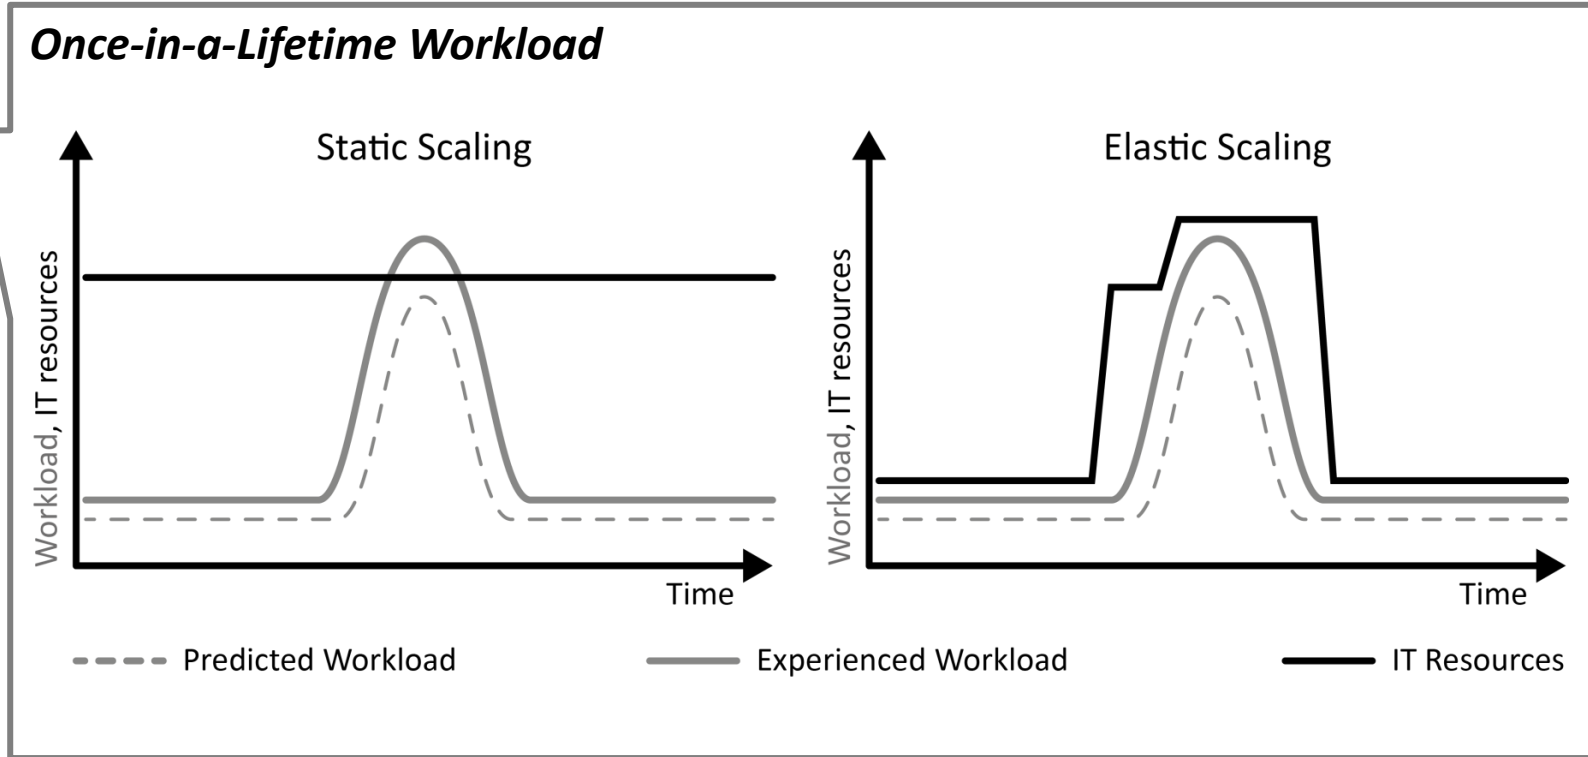 Once-in-a-Lifetime Workload
Static Scaling
Workload, IT resources
Time
Elastic Scaling
Workload, IT resources
Time
Predicted Workload
Experienced Workload
IT Resources